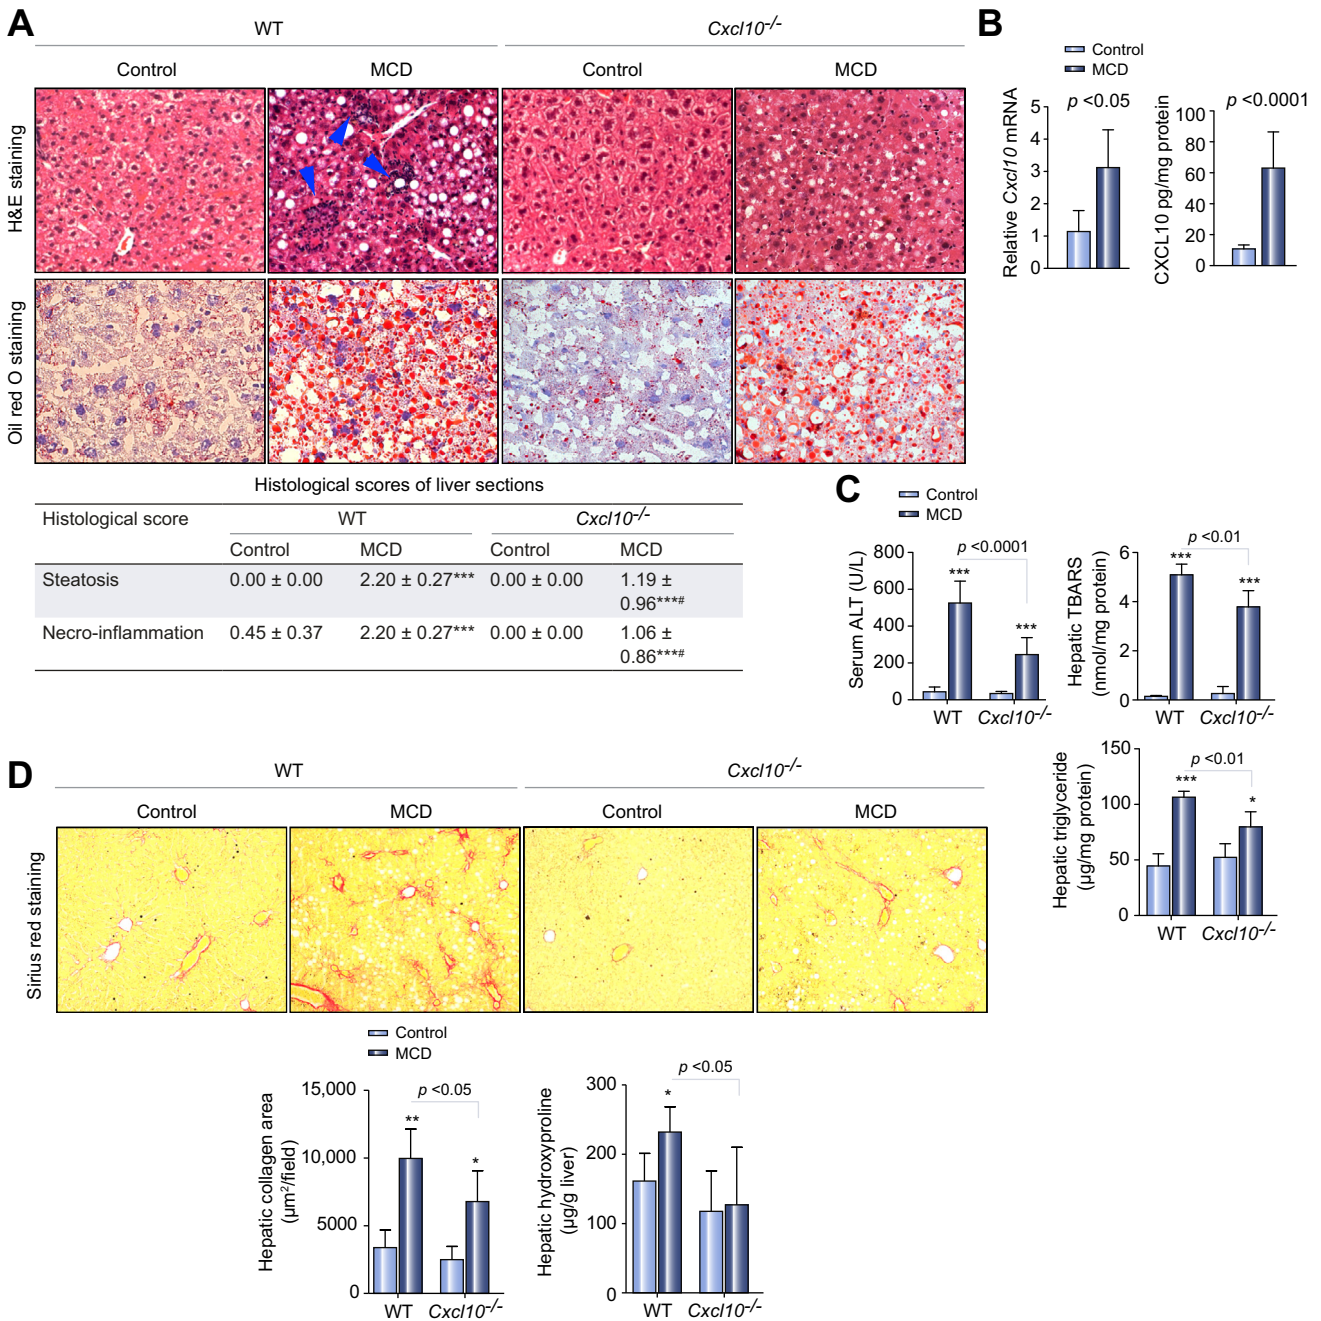 A
WT
Cxcl10-/-
Control
MCD
Control
MCD
H&E staining
Oil red O staining
Histological scores of liver sections
Histological score
WT
Cxcl10-/-
Control
MCD
Control
MCD
Steatosis
0.00 ± 0.00
2.20 ± 0.27***
0.00 ± 0.00
1.19 ±
0.96***#
Necro-inflammation
0.45 ± 0.37
2.20 ± 0.27***
0.00 ± 0.00
1.06 ±
0.86***#
B
Control
MCD
p <0.05
Relative Cxcl10 mRNA
5
4
3
2
1
0
p <0.0001
CXCL10 pg/mg protein
100
80
60
40
20
0
C
Control
MCD
p <0.0001
Serum ALT (U/L)
800
600
400
200
0
***
***
WT
Cxcl10-/-
p <0.01
Hepatic TBARS
(nmol/mg protein)
6
4
2
0
***
***
WT
Cxcl10-/-
p <0.01
Hepatic triglyceride
(µg/mg protein)
150
100
50
0
***
*
WT
Cxcl10-/-
D
WT
Cxcl10-/-
Control
MCD
Control
MCD
Sirius red staining
Control
MCD
p <0.05
Hepatic collagen area
(µm²/field)
15,000
10,000
5000
0
**
*
WT
Cxcl10-/-
p <0.05
Hepatic hydroxyproline
(µg/g liver)
300
200
100
0
*
WT
Cxcl10-/-